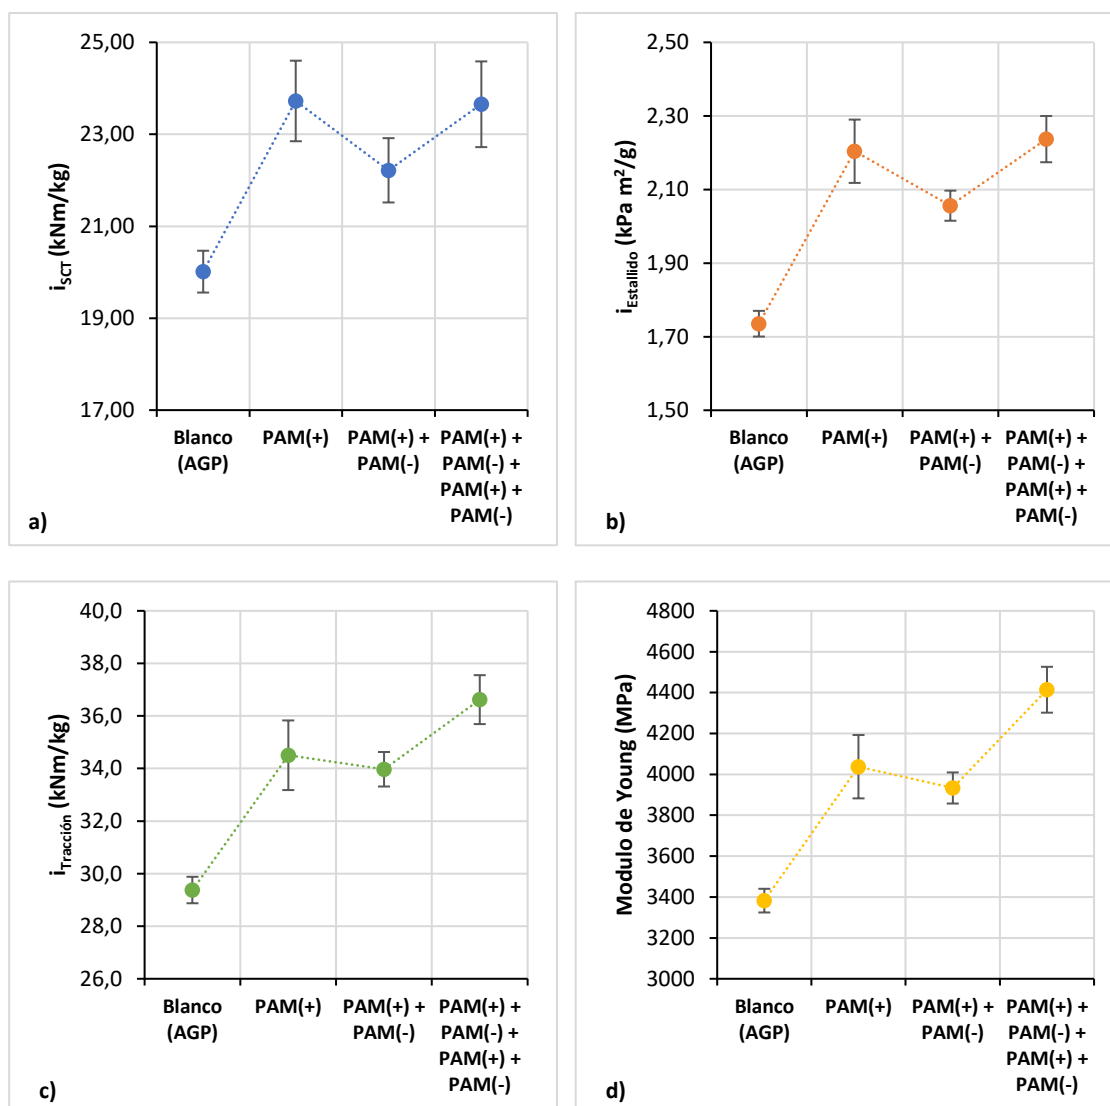 25,00
23,00
21,00
19,00
17,00
iSCT (kNm/kg)
Blanco
(AGP)
PAM(+)
PAM(+) +
PAM(-)
PAM(+) +
PAM(-) +
PAM(+) +
PAM(-)
a)
2,50
2,30
2,10
1,90
1,70
1,50
iEstallido (kPa m²/g)
Blanco
(AGP)
PAM(+)
PAM(+) +
PAM(-)
PAM(+) +
PAM(-) +
PAM(+) +
PAM(-)
b)
40,0
38,0
36,0
34,0
32,0
30,0
28,0
26,0
iTracción (kNm/kg)
Blanco
(AGP)
PAM(+)
PAM(+) +
PAM(-)
PAM(+) +
PAM(-) +
PAM(+) +
PAM(-)
c)
4800
4600
4400
4200
4000
3800
3600
3400
3200
3000
Modulo de Young (MPa)
Blanco
(AGP)
PAM(+)
PAM(+) +
PAM(-)
PAM(+) +
PAM(-) +
PAM(+) +
PAM(-)
d)